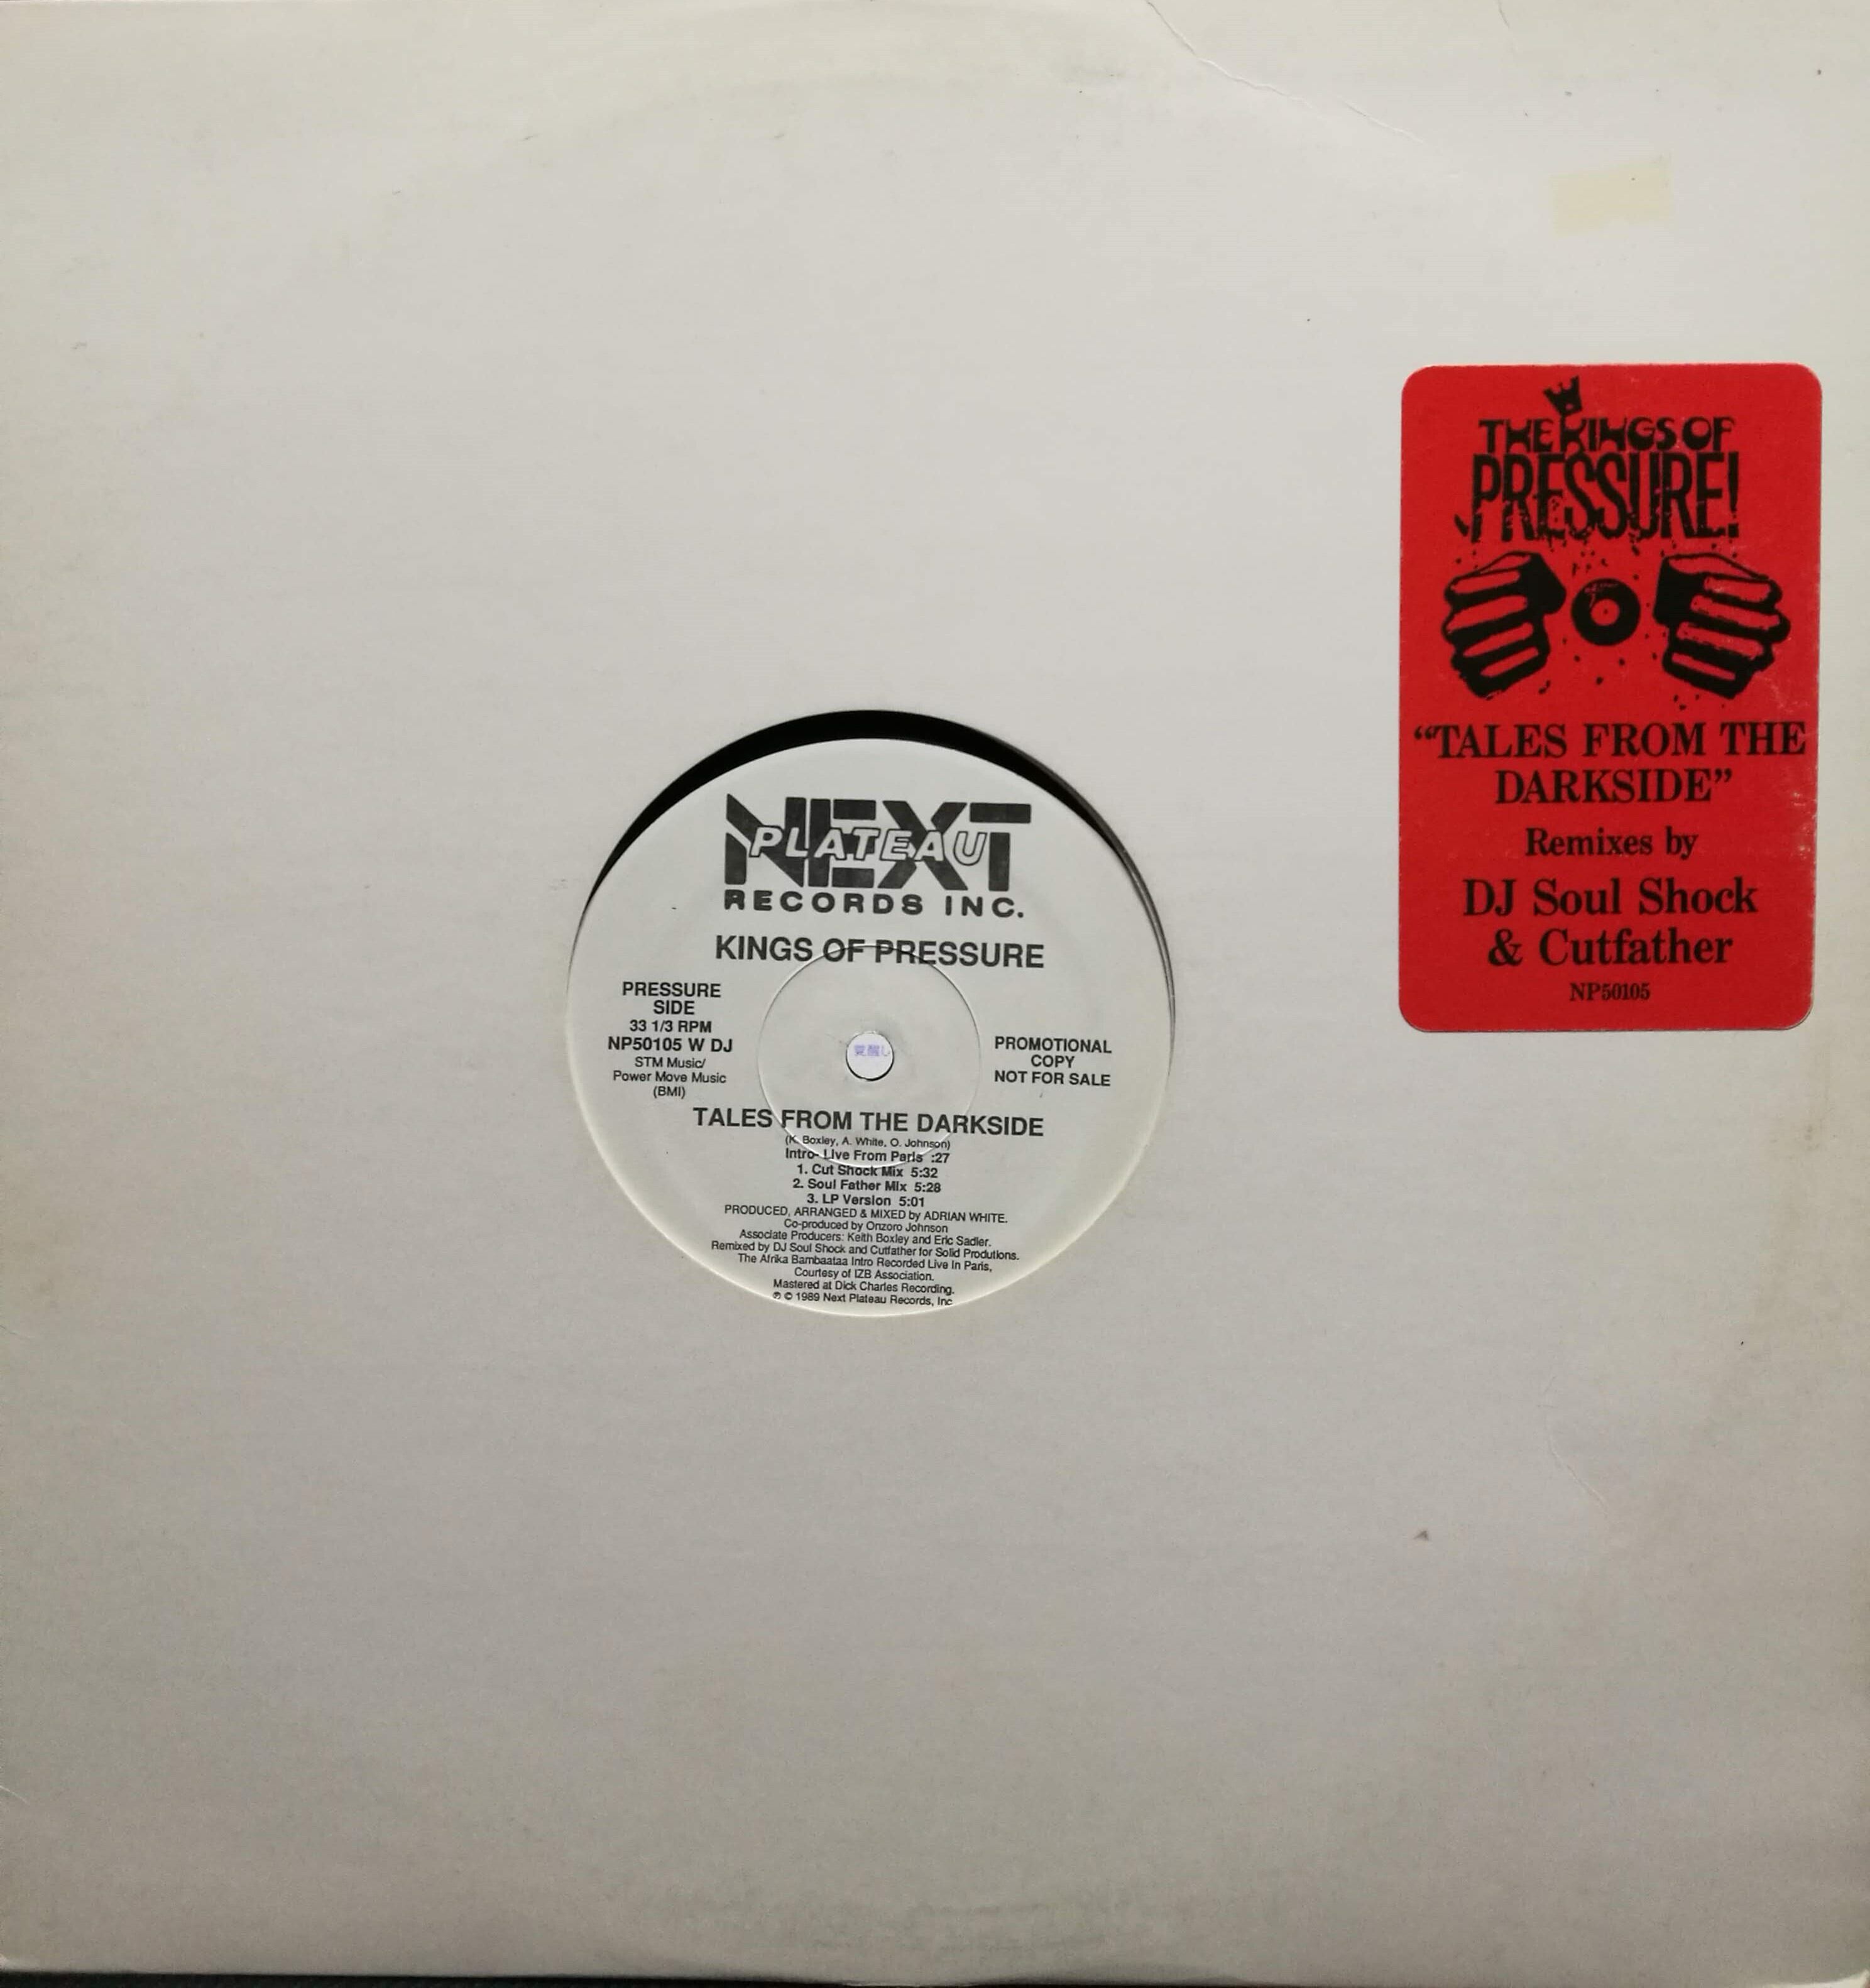 NEXT
PLATEAU
RECORDS INC.
KINGS OF PRESSURE
PRESSURE
SIDE
33 1/3 RPM
NP50105 W DJ
STM Music/
Power Move Music
(BMI)
PROMOTIONAL
COPY
NOT FOR SALE
覚醒し
TALES FROM THE DARKSIDE
(K. Boxley, A. White, O. Johnson)
Intro- Live From Paris :27
1. Cut Shock Mix 5:32
2. Soul Father Mix 5:28
3. LP Version 5:01
PRODUCED, ARRANGED & MIXED by ADRIAN WHITE.
Co-produced by Onzoro Johnson
Associate Producers: Keith Boxley and Eric Sadler.
Remixed by DJ Soul Shock and Cutfather for Solid Produtions.
The Afrika Bambaataa Intro Recorded Live In Paris,
Courtesy of IZB Association.
Mastered at Dick Charles Recording.
℗ © 1989 Next Plateau Records, Inc
THE KINGS OF
PRESSURE!
“TALES FROM THE
DARKSIDE”
Remixes by
DJ Soul Shock
& Cutfather
NP50105